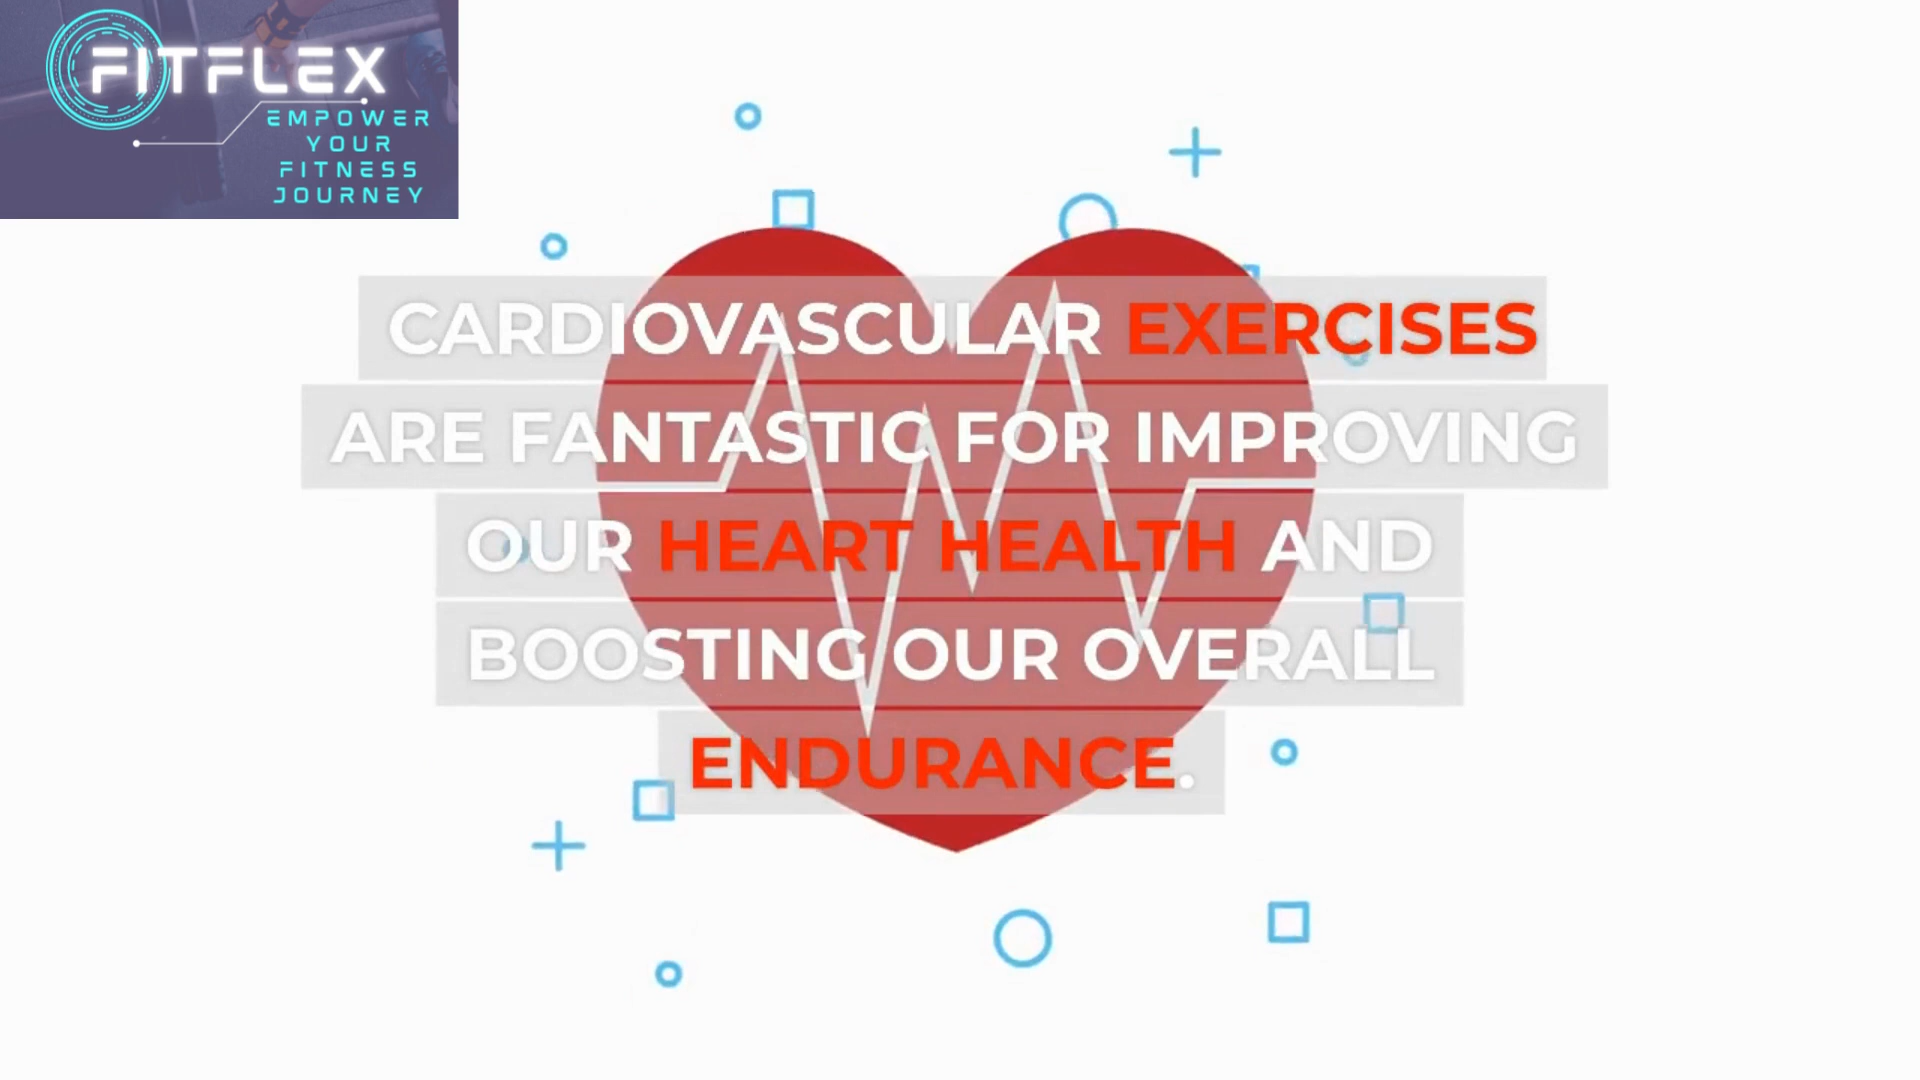 FITFLEX
EMPOWER
YOUR
FITNESS
JOURNEY
CARDIOVASCULAR EXERCISES
ARE FANTASTIC FOR IMPROVING
OUR HEART HEALTH AND
BOOSTING OUR OVERALL
ENDURANCE.